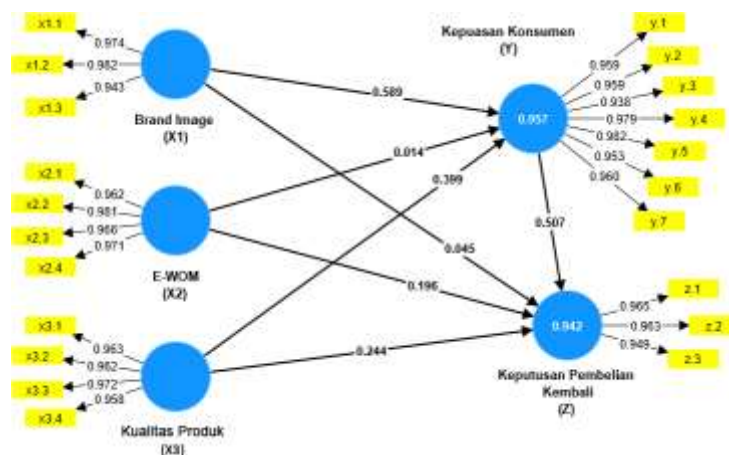 x1.1
0.974
x1.2
0.982
0.943
x1.3
Brand Image
(X1)
x2.1
0.962
x2.2
0.981
x2.3
0.966
0.971
x2.4
E-WOM
(X2)
x3.1
0.963
x3.2
0.962
x3.3
0.972
0.958
x3.4
Kualitas Produk
(X3)
0.589
0.014
0.399
0.045
0.196
0.244
0.507
Kepuasan Konsumen
(Y)
0.957
y.1
0.959
y.2
0.959
y.3
0.938
y.4
0.979
y.5
0.982
y.6
0.953
y.7
0.960
0.942
z.1
0.965
z.2
0.963
z.3
0.949
Keputusan Pembelian
Kembali
(Z)